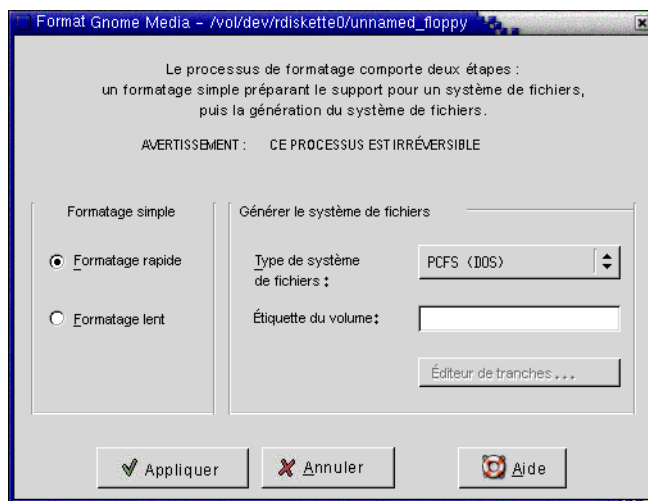 Format Gnome Media – /vol/dev/rdiskette0/unnamed_floppy
Le processus de formatage comporte deux étapes :
un formatage simple préparant le support pour un système de fichiers,
puis la génération du système de fichiers.
AVERTISSEMENT : CE PROCESSUS EST IRRÉVERSIBLE
Formatage simple
Formatage rapide
Formatage lent
Générer le système de fichiers
Type de système
de fichiers :
PCFS (DOS)
Étiquette du volume:
Éditeur de tranches...
Appliquer
Annuler
Aide